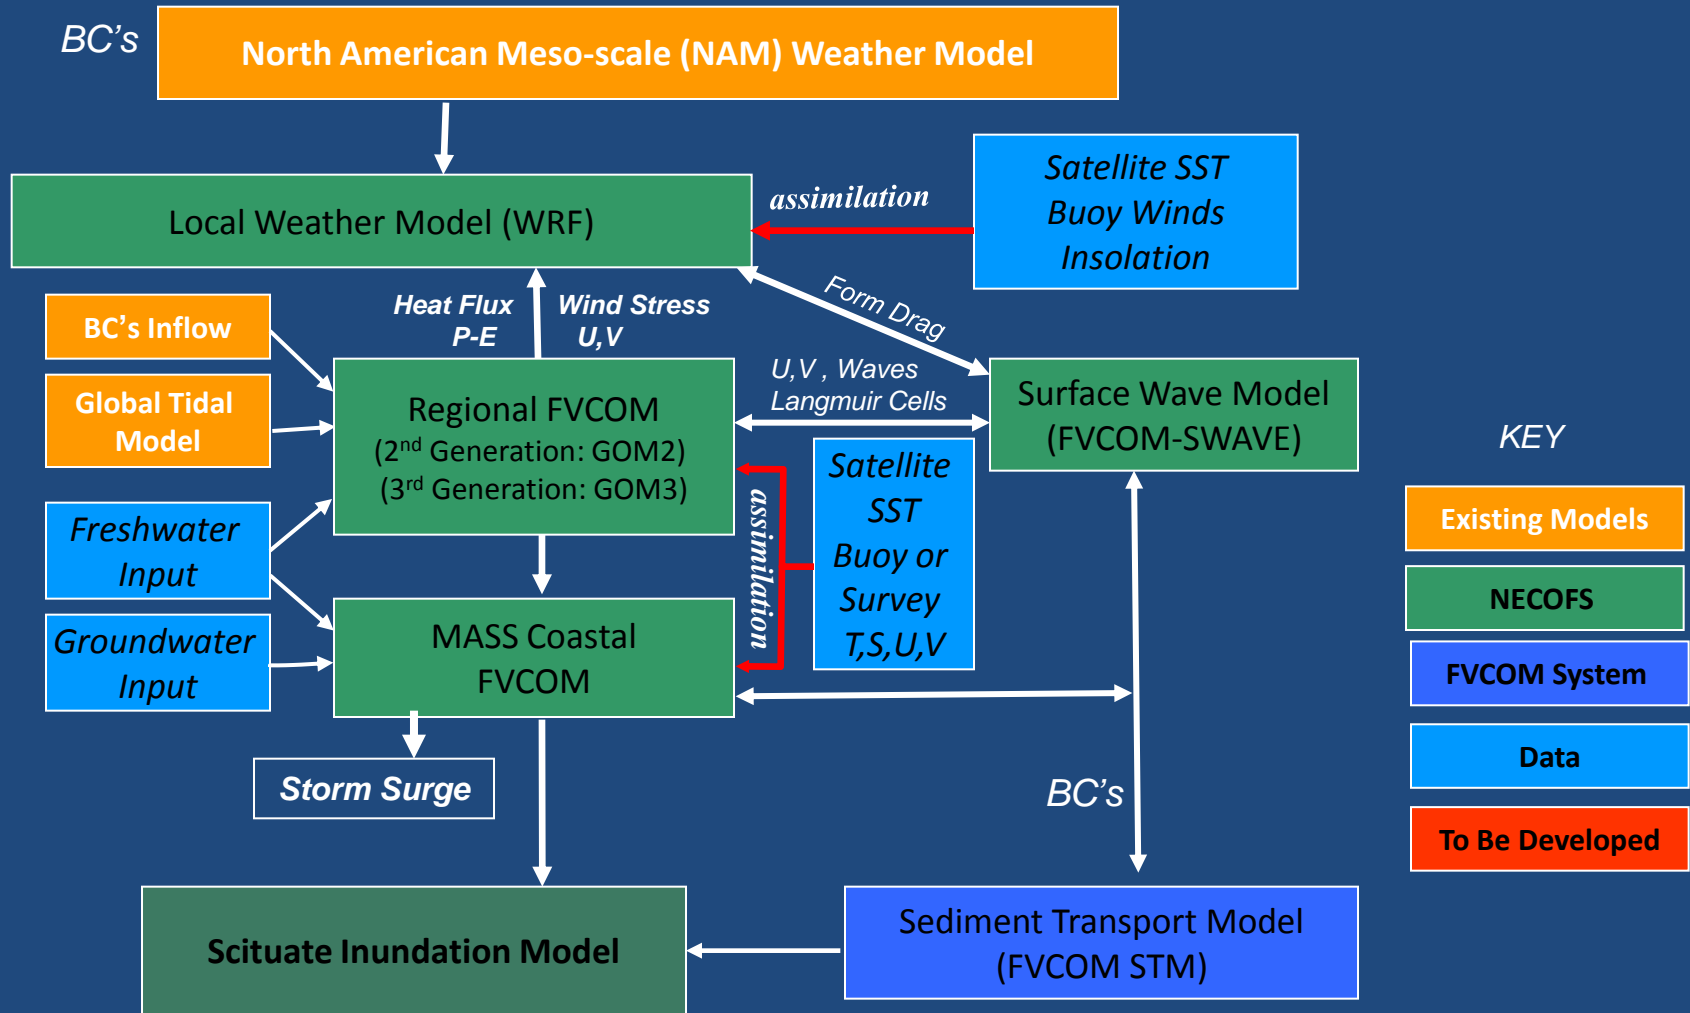 BC's
North American Meso-scale (NAM) Weather Model
Satellite SST
Buoy Winds
Insolation
assimilation
Local Weather Model (WRF)
Form Drag
Heat Flux
P-E
Wind Stress
U,V
BC's Inflow
Global Tidal
Model
Regional FVCOM
(2nd Generation: GOM2)
(3rd Generation: GOM3)
U,V , Waves
Langmuir Cells
Surface Wave Model
(FVCOM-SWAVE)
Satellite
SST
Buoy or
Survey
T,S,U,V
assimilation
Freshwater
Input
Groundwater
Input
MASS Coastal
FVCOM
Storm Surge
BC's
Scituate Inundation Model
Sediment Transport Model
(FVCOM STM)
KEY
Existing Models
NECOFS
FVCOM System
Data
To Be Developed